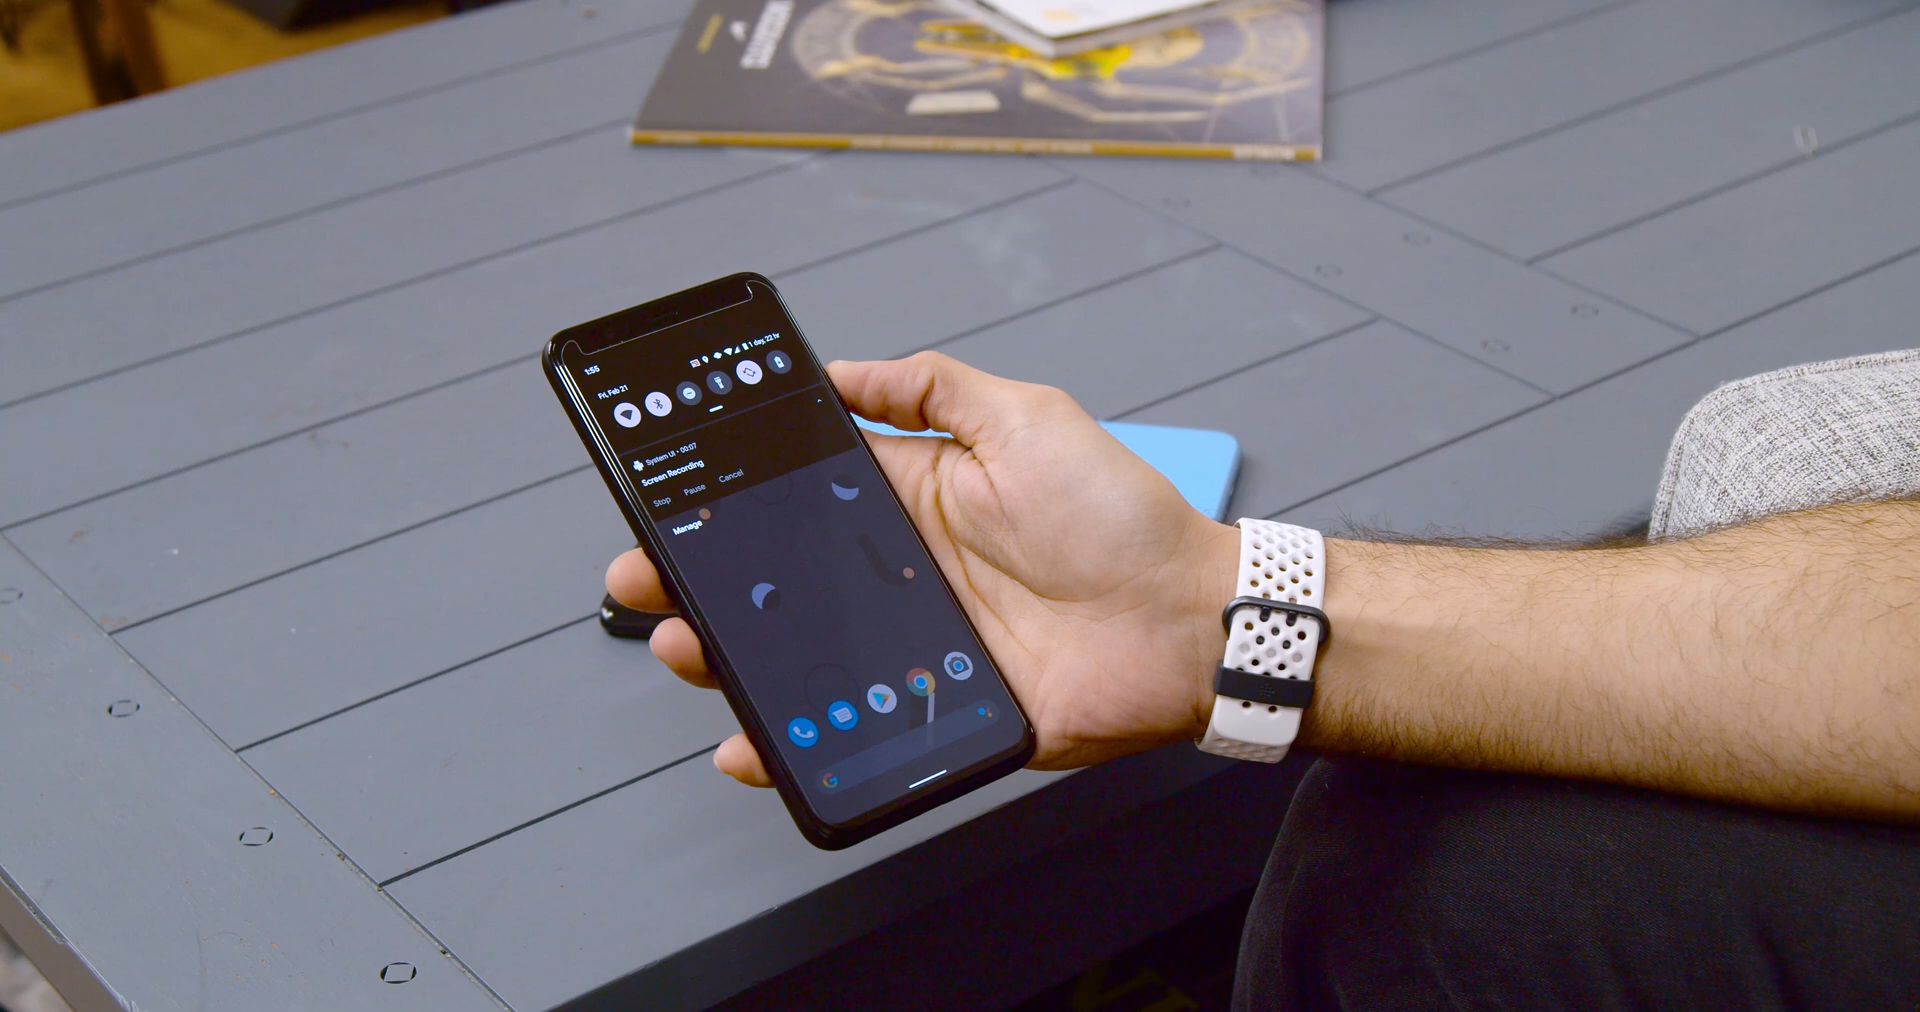 1:55
1 day, 22 hr
Fri, Feb 21
System UI • 00:07
Screen Recording
Stop Pause Cancel
Manage